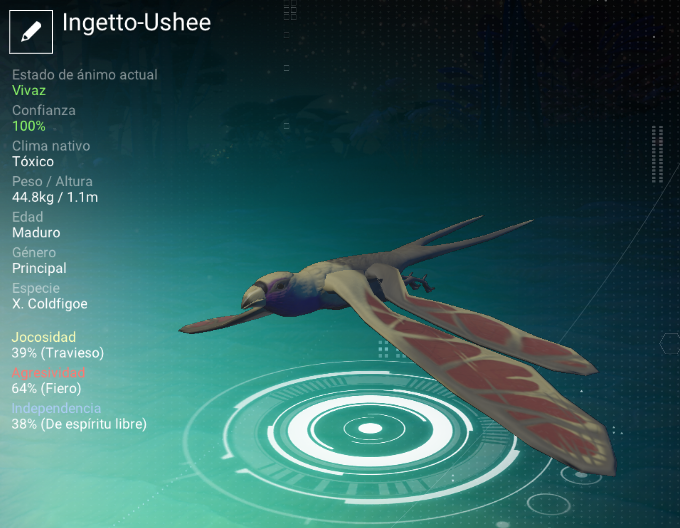 Ingetto-Ushee
Estado de ánimo actual
Vivaz
Confianza
100%
Clima nativo
Tóxico
Peso / Altura
44.8kg / 1.1m
Edad
Maduro
Género
Principal
Especie
X. Coldfigoe
Jocosidad
39% (Travieso)
Agresividad
64% (Fiero)
Independencia
38% (De espíritu libre)